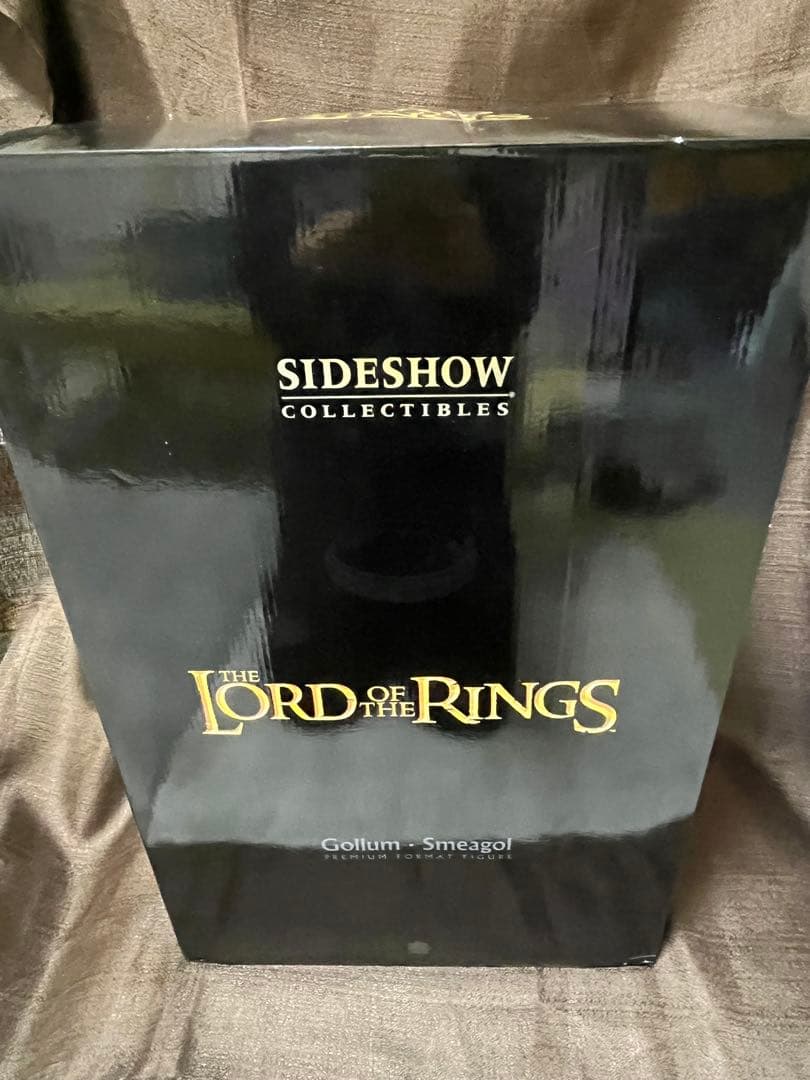 SIDESHOW
COLLECTIBLES
THE LORD OF THE RINGS
Gollum · Smeagol
PREMIUM FORMAT FIGURE